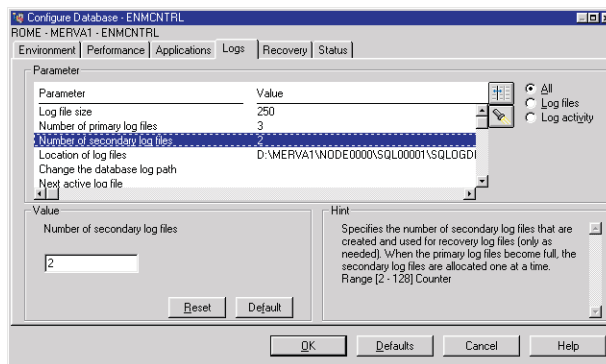 Configure Database - ENMCNTRL
ROME - MERVA1 - ENMCNTRL
Environment Performance Applications Logs Recovery Status
Parameter
Parameter Value
Log file size 250
Number of primary log files 3
Number of secondary log files 2
Location of log files D:\MERVA1\NODE0000\SQL00001\SQLOGDI
Change the database log path
Next active log file
All
Log files
Log activity
Value
Number of secondary log files
2
Reset Default
Hint
Specifies the number of secondary log files that are
created and used for recovery log files (only as
needed). When the primary log files become full, the
secondary log files are allocated one at a time.
Range [2 - 128] Counter
OK Defaults Cancel Help